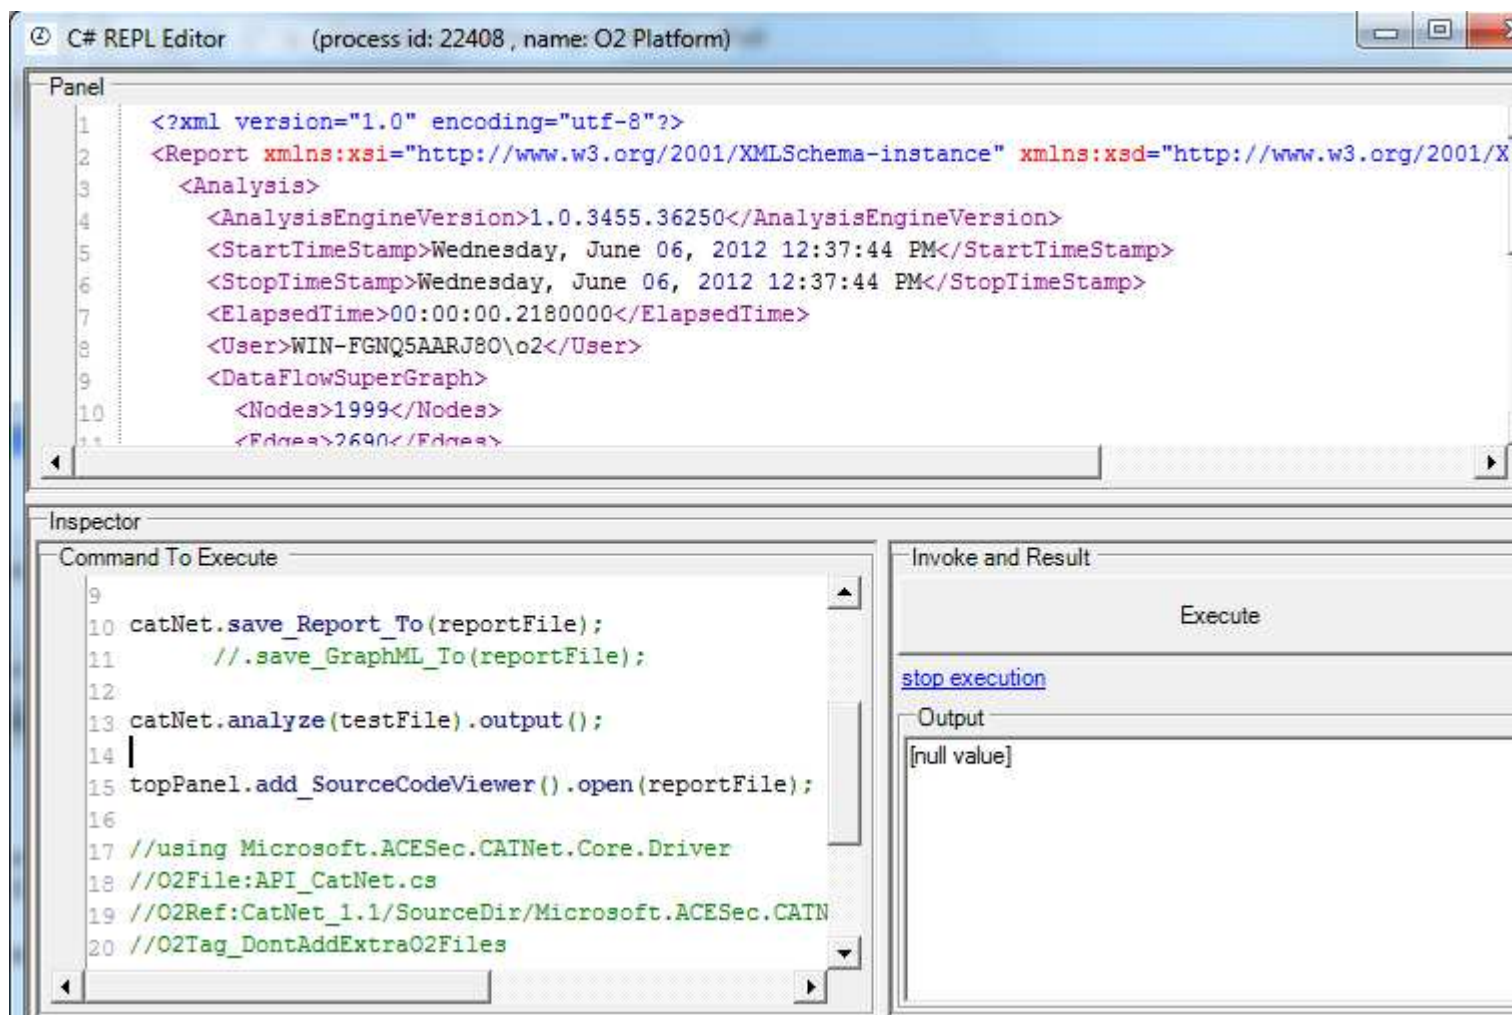 C# REPL Editor (process id: 22408 , name: O2 Platform)
Panel
1 <?xml version="1.0" encoding="utf-8"?>
2 <Report xmlns:xsi="http://www.w3.org/2001/XMLSchema-instance" xmlns:xsd="http://www.w3.org/2001/X
3 <Analysis>
4 <AnalysisEngineVersion>1.0.3455.36250</AnalysisEngineVersion>
5 <StartTimeStamp>Wednesday, June 06, 2012 12:37:44 PM</StartTimeStamp>
6 <StopTimeStamp>Wednesday, June 06, 2012 12:37:44 PM</StopTimeStamp>
7 <ElapsedTime>00:00:00.2180000</ElapsedTime>
8 <User>WIN-FGNQ5AARJ8O\o2</User>
9 <DataFlowSuperGraph>
10 <Nodes>1999</Nodes>
11 <Edges>2690</Edges>
Inspector
Command To Execute
9
10 catNet.save_Report_To(reportFile);
11 //.save_GraphML_To(reportFile);
12
13 catNet.analyze(testFile).output();
14
15 topPanel.add_SourceCodeViewer().open(reportFile);
16
17 //using Microsoft.ACESec.CATNet.Core.Driver
18 //O2File:API_CatNet.cs
19 //O2Ref:CatNet_1.1/SourceDir/Microsoft.ACESec.CATN
20 //O2Tag_DontAddExtraO2Files
Invoke and Result
Execute
stop execution
Output
[null value]